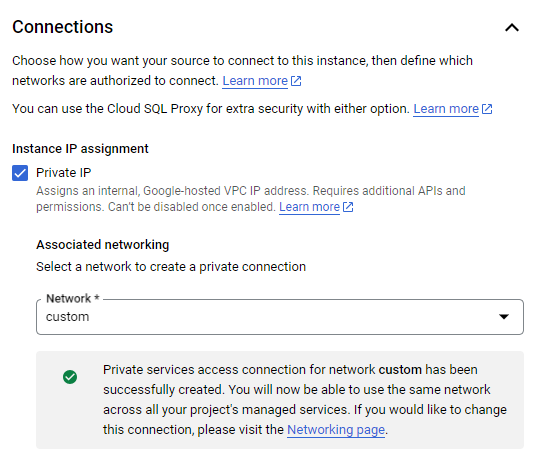 Connections
Choose how you want your source to connect to this instance, then define which
networks are authorized to connect. Learn more
You can use the Cloud SQL Proxy for extra security with either option. Learn more
Instance IP assignment
Private IP
Assigns an internal, Google-hosted VPC IP address. Requires additional APIs and
permissions. Can't be disabled once enabled. Learn more
Associated networking
Select a network to create a private connection
Network *
custom
Private services access connection for network custom has been
successfully created. You will now be able to use the same network
across all your project's managed services. If you would like to change
this connection, please visit the Networking page.